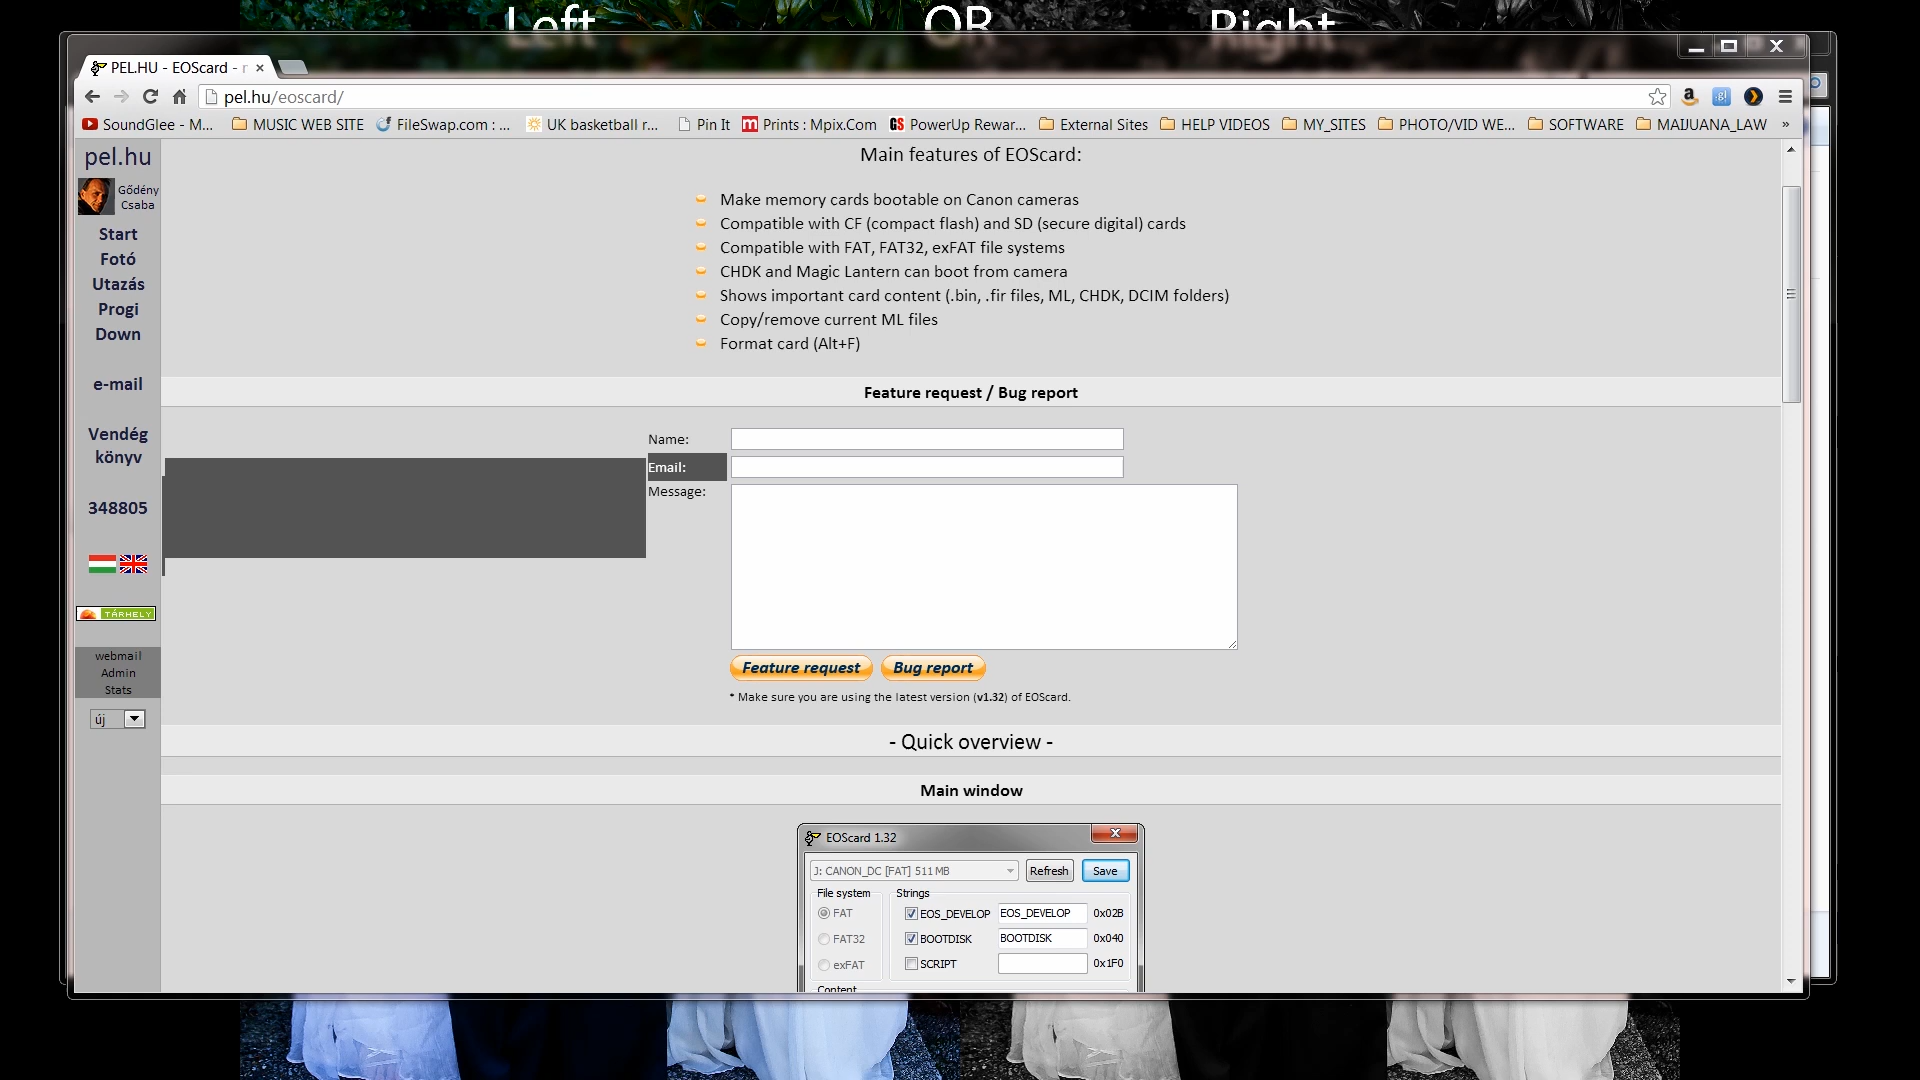 Left OR Right
PEL.HU - EOScard - r
pel.hu/eoscard/
SoundGlee - M... MUSIC WEB SITE FileSwap.com : ... UK basketball r... Pin It Prints : Mpix.Com PowerUp Rewar... External Sites HELP VIDEOS MY_SITES PHOTO/VID WE... SOFTWARE MAIJUANA_LAW »
pel.hu
Gődény
Csaba
Start
Fotó
Utazás
Progi
Down
e-mail
Vendég
könyv
348805
TÁRHELY
webmail
Admin
Stats
új
Main features of EOScard:
Make memory cards bootable on Canon cameras
Compatible with CF (compact flash) and SD (secure digital) cards
Compatible with FAT, FAT32, exFAT file systems
CHDK and Magic Lantern can boot from camera
Shows important card content (.bin, .fir files, ML, CHDK, DCIM folders)
Copy/remove current ML files
Format card (Alt+F)
Feature request / Bug report
Name:
Email:
Message:
Feature request Bug report
* Make sure you are using the latest version (v1.32) of EOScard.
- Quick overview -
Main window
EOScard 1.32
J: CANON_DC [FAT] 511 MB Refresh Save
File system Strings
FAT EOS_DEVELOP EOS_DEVELOP 0x02B
FAT32 BOOTDISK BOOTDISK 0x040
exFAT SCRIPT 0x1F0
Content